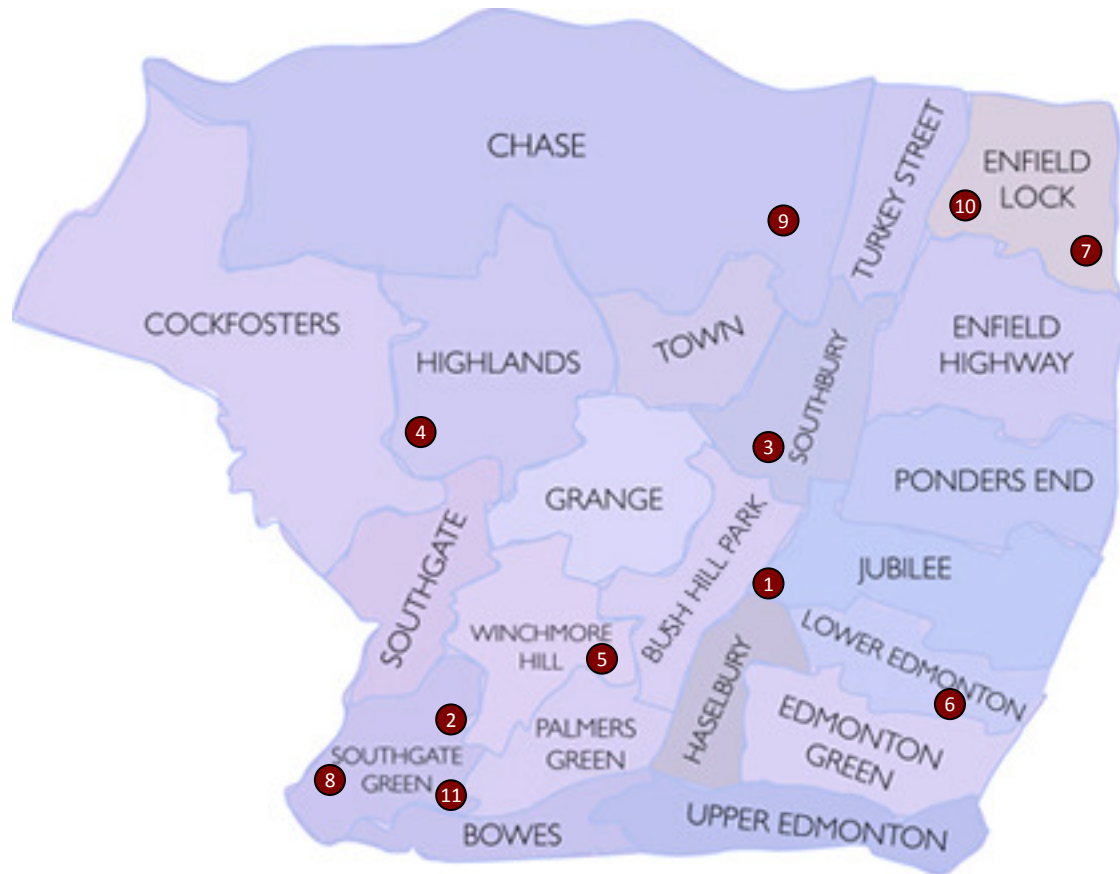 CHASE
TURKEY STREET
ENFIELD
LOCK
10
9
7
COCKFOSTERS
HIGHLANDS
TOWN
SOUTHBURY
ENFIELD
HIGHWAY
4
3
GRANGE
PONDERS END
SOUTHGATE
BUSH HILL PARK
JUBILEE
1
WINCHMORE
HILL
5
HASELBURY
LOWER EDMONTON
6
2
PALMERS
GREEN
EDMONTON
GREEN
SOUTHGATE
GREEN
8
11
BOWES
UPPER EDMONTON